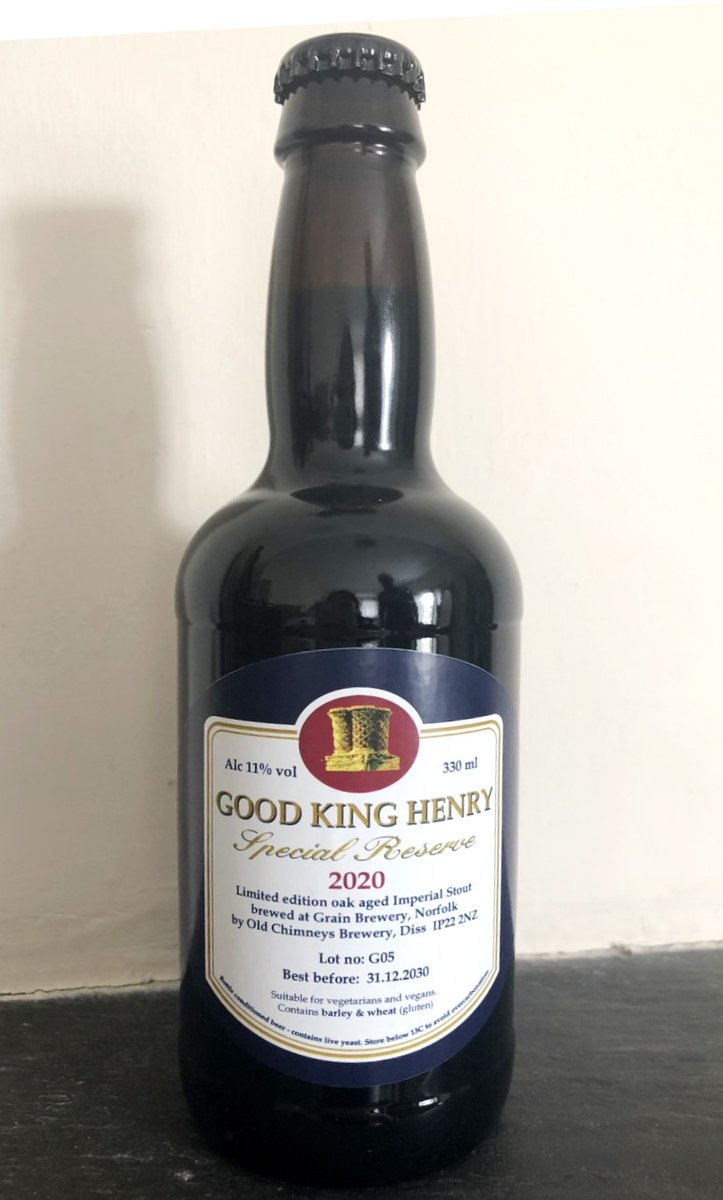 Alc 11% vol
330 ml
GOOD KING HENRY
Special Reserve
2020
Limited edition oak aged Imperial Stout
brewed at Grain Brewery, Norfolk
by Old Chimneys Brewery, Diss IP22 2NZ
Lot no: G05
Best before: 31.12.2030
Suitable for vegetarians and vegans.
Contains barley & wheat (gluten)
Bottle conditioned beer - contains live yeast. Store below 13C to avoid overcarbonation.